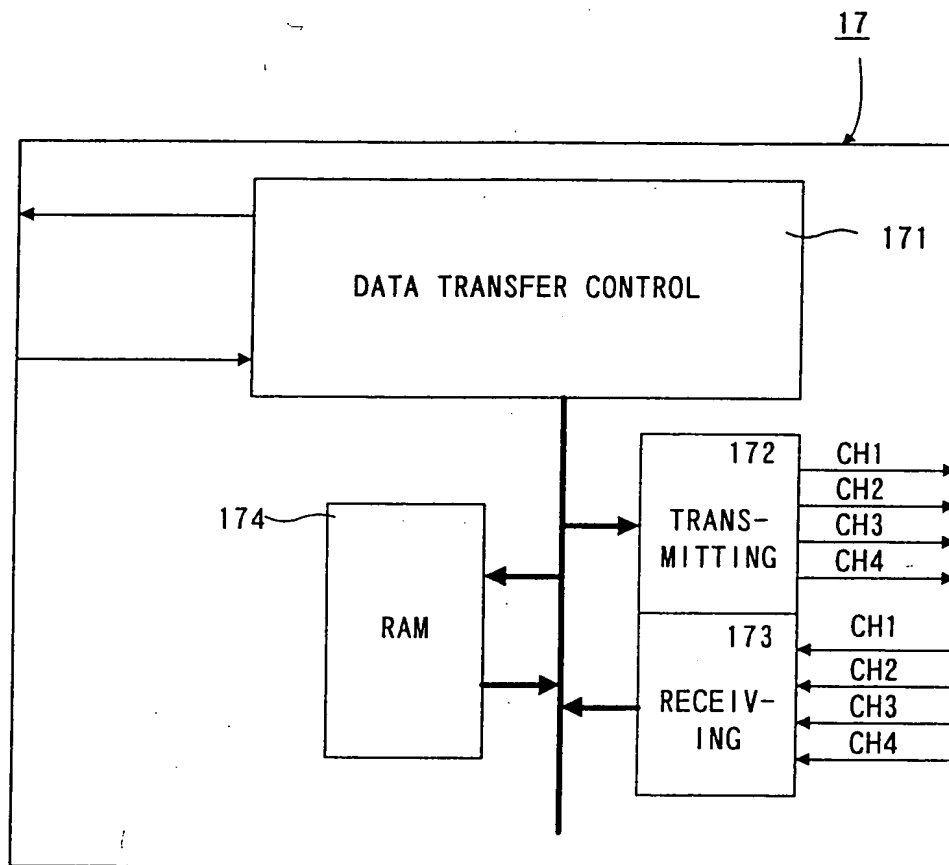 17
171
DATA TRANSFER CONTROL
172
CH1
CH2
CH3
CH4
TRANS-
MITTING
174
RAM
173
CH1
CH2
CH3
CH4
RECEIV-
ING